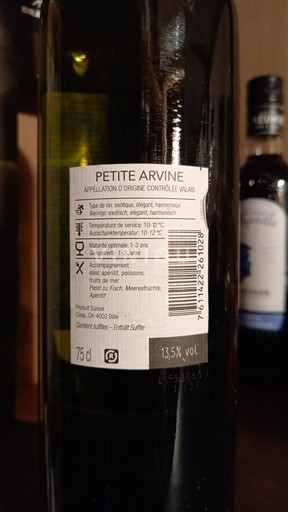 PETITE ARVINE
APPELLATION D'ORIGINE CONTRÔLÉE VALAIS
Type de vin: exotique, élégant, harmonieux
Weintyp: exotisch, elegant, harmonisch
Température de service: 10-12°C
Ausschanktemperatur: 10-12°C
Maturité optimale: 1-3 ans
Genussreife: 1-3 Jahre
Accompagnement
idéal: apéritif, poissons,
fruits de mer
Passt zu: Fisch, Meeresfrüchte,
Apéritif
Produit Suisse
Coop, CH-4002 Bâle
Contient sulfites – Enthält Sulfite
75 cl
13,5% vol
7 611422 261028